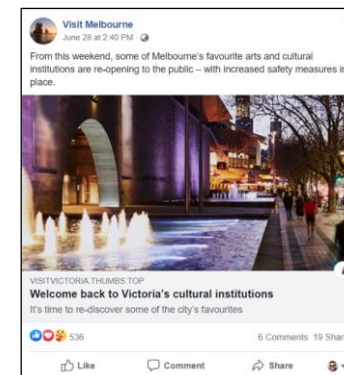 Visit Melbourne
June 28 at 2:40 PM ·
From this weekend, some of Melbourne's favourite arts and cultural
institutions are re-opening to the public – with increased safety measures in
place.
VISITVICTORIA.THUMBS.TOP
Welcome back to Victoria's cultural institutions
It's time to re-discover some of the city's favourites
536
6 Comments 19 Shar
Like
Comment
Share